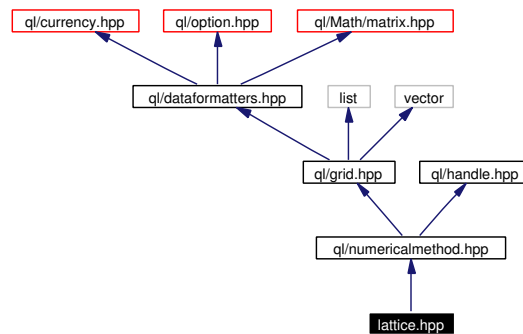 ql/currency.hpp ql/option.hpp ql/Math/matrix.hpp
ql/dataformatters.hpp list vector
ql/grid.hpp ql/handle.hpp
ql/numericalmethod.hpp
lattice.hpp